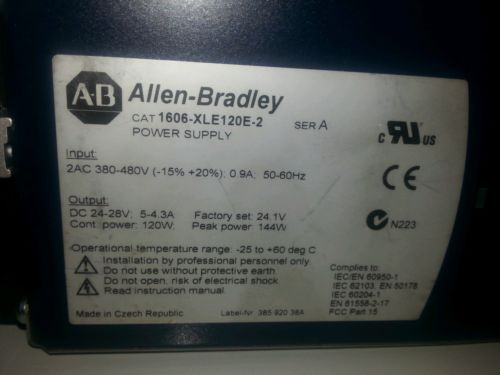 A-B Allen-Bradley
CAT 1606-XLE120E-2 SER A
POWER SUPPLY
C RU US
Input:
2AC 380-480V (-15% +20%); 0.9A; 50-60Hz
CE
Output:
DC 24-28V; 5-4.3A Factory set: 24.1V
Cont. power: 120W; Peak power: 144W
N223
Operational temperature range: -25 to +60 deg C
Installation by professional personnel only.
Do not use without protective earth.
Do not open, risk of electrical shock
Read instruction manual.
Complies to:
IEC/EN 60950-1
IEC 62103, EN 50178
IEC 60204-1
EN 61558-2-17
FCC Part 15
Made in Czech Republic Label-Nr. 385.920.38A